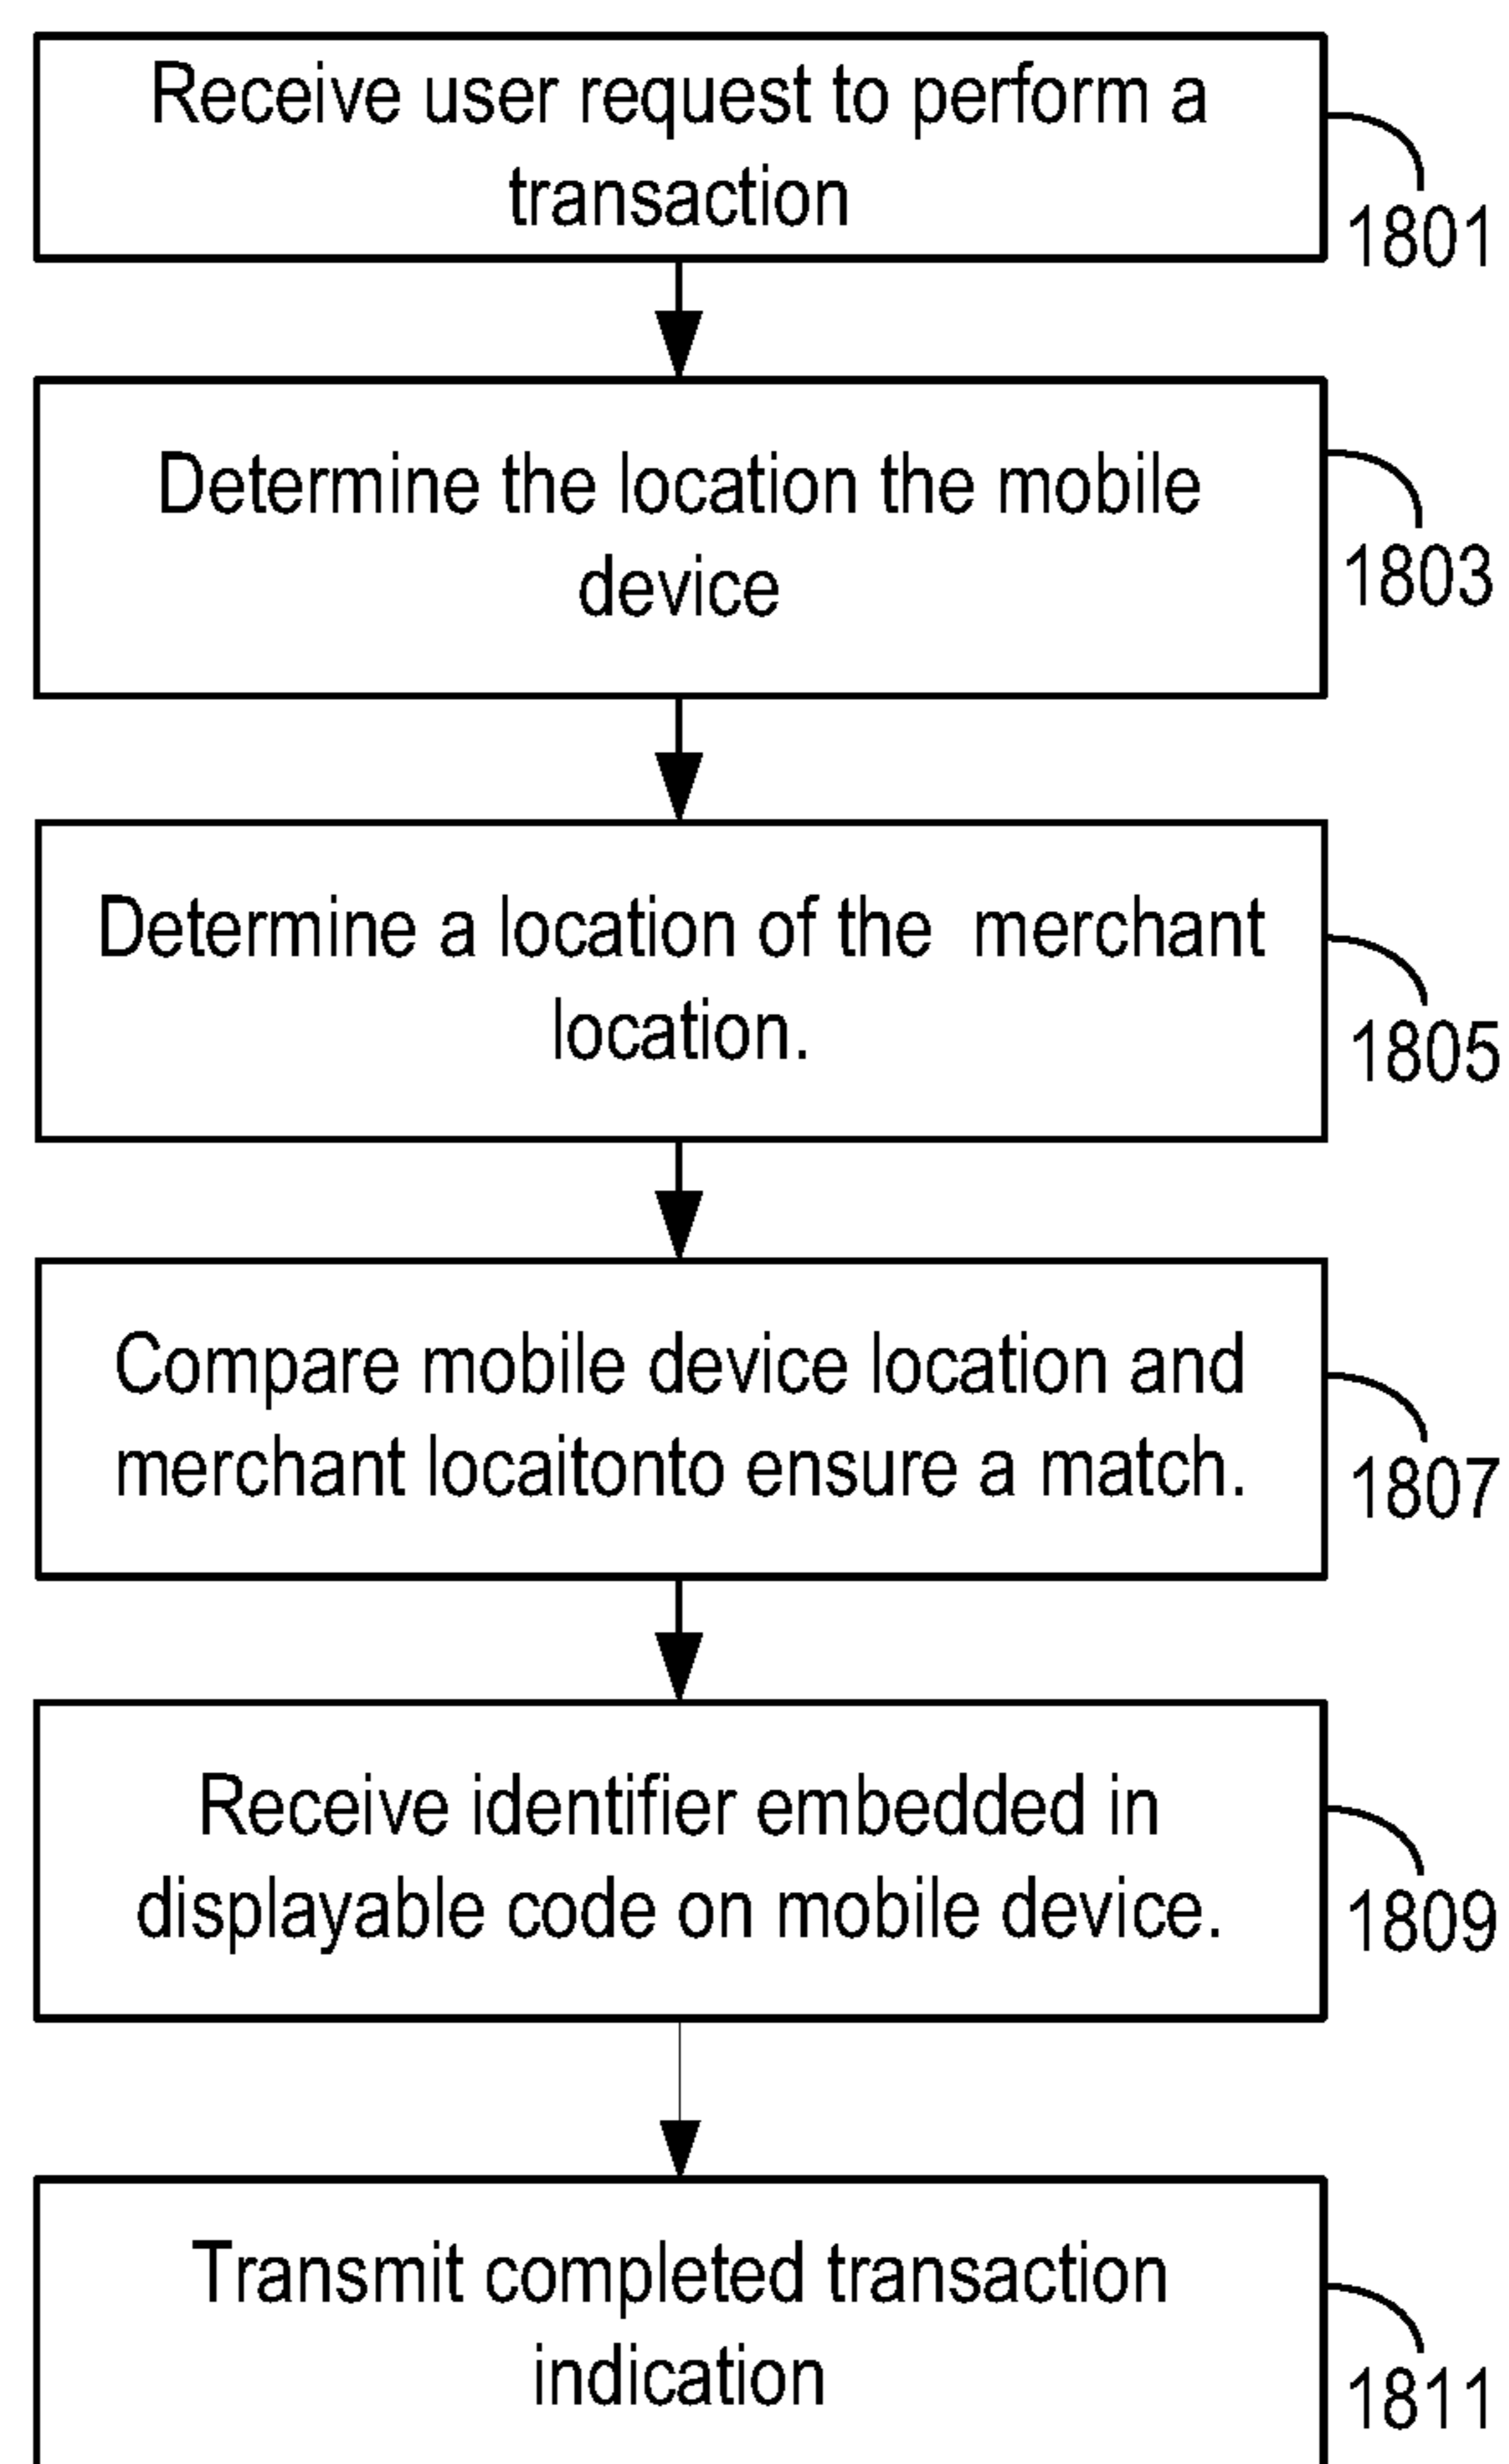 Receive user request to perform a
transaction
1801
Determine the location the mobile
device
1803
Determine a location of the merchant
location.
1805
Compare mobile device location and
merchant locaitonto ensure a match.
1807
Receive identifier embedded in
displayable code on mobile device.
1809
Transmit completed transaction
indication
1811